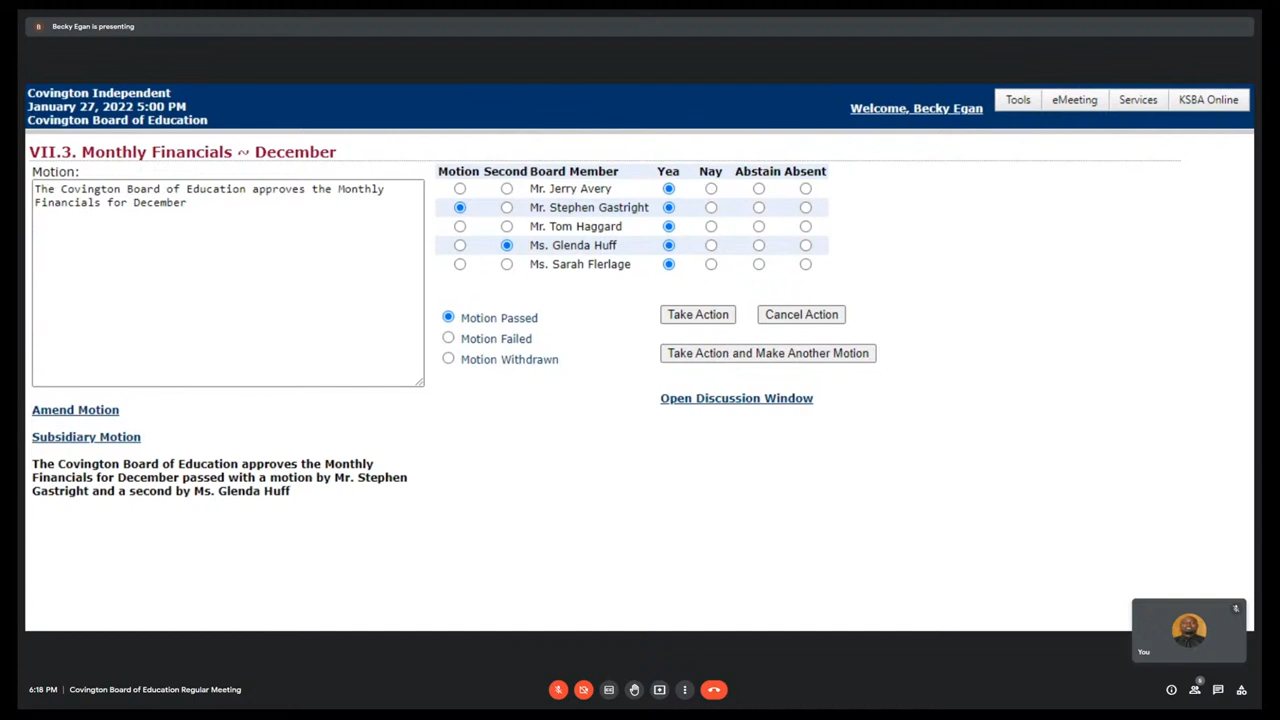 Becky Egan is presenting
Covington Independent
January 27, 2022 5:00 PM
Covington Board of Education
Welcome, Becky Egan
Tools eMeeting Services KSBA Online
VII.3. Monthly Financials ~ December
Motion:
The Covington Board of Education approves the Monthly
Financials for December
Motion Second Board Member Yea Nay Abstain Absent
Mr. Jerry Avery
Mr. Stephen Gastright
Mr. Tom Haggard
Ms. Glenda Huff
Ms. Sarah Flerlage
Motion Passed
Motion Failed
Motion Withdrawn
Take Action Cancel Action
Take Action and Make Another Motion
Open Discussion Window
Amend Motion
Subsidiary Motion
The Covington Board of Education approves the Monthly
Financials for December passed with a motion by Mr. Stephen
Gastright and a second by Ms. Glenda Huff
You
6:18 PM | Covington Board of Education Regular Meeting